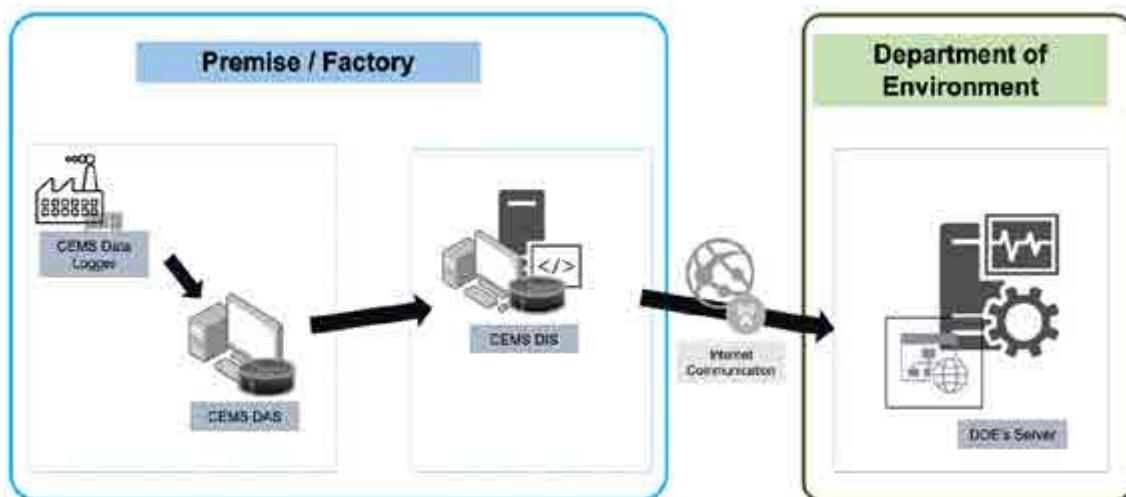 Premise / Factory
Department of
Environment
CEMS Data
Logger
CEMS DAS
CEMS DIS
</>
Internet
Communication
DOE's Server